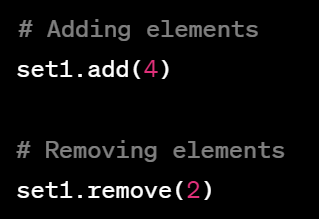 # Adding elements
set1.add(4)
# Removing elements
set1.remove(2)